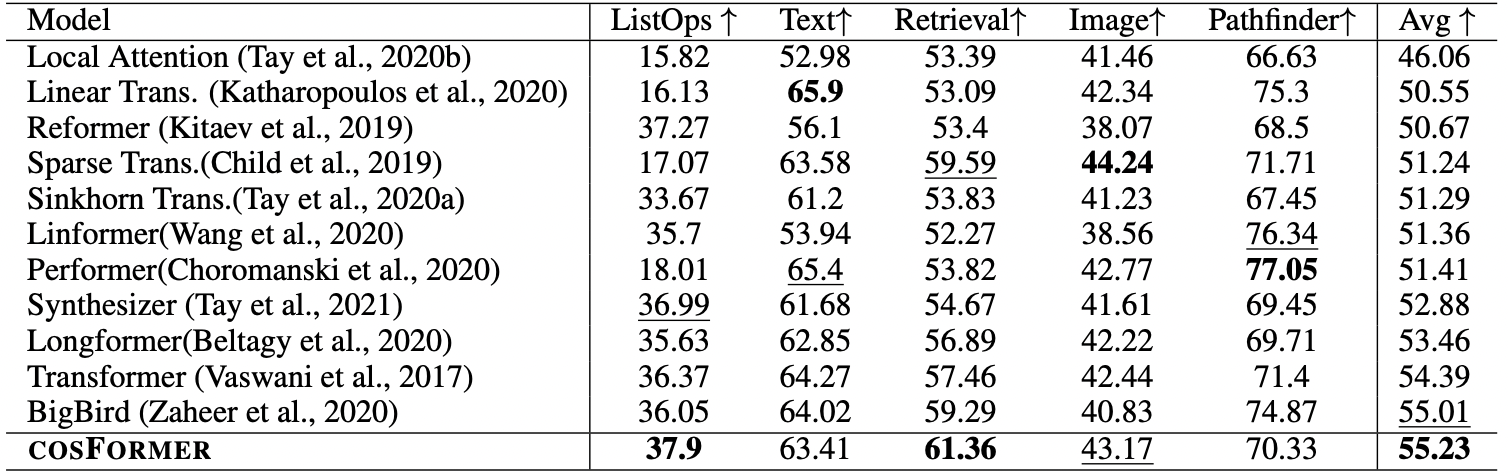 Model ListOps ↑ Text↑ Retrieval↑ Image↑ Pathfinder↑ Avg ↑
Local Attention (Tay et al., 2020b) 15.82 52.98 53.39 41.46 66.63 46.06
Linear Trans. (Katharopoulos et al., 2020) 16.13 65.9 53.09 42.34 75.3 50.55
Reformer (Kitaev et al., 2019) 37.27 56.1 53.4 38.07 68.5 50.67
Sparse Trans.(Child et al., 2019) 17.07 63.58 59.59 44.24 71.71 51.24
Sinkhorn Trans.(Tay et al., 2020a) 33.67 61.2 53.83 41.23 67.45 51.29
Linformer(Wang et al., 2020) 35.7 53.94 52.27 38.56 76.34 51.36
Performer(Choromanski et al., 2020) 18.01 65.4 53.82 42.77 77.05 51.41
Synthesizer (Tay et al., 2021) 36.99 61.68 54.67 41.61 69.45 52.88
Longformer(Beltagy et al., 2020) 35.63 62.85 56.89 42.22 69.71 53.46
Transformer (Vaswani et al., 2017) 36.37 64.27 57.46 42.44 71.4 54.39
BigBird (Zaheer et al., 2020) 36.05 64.02 59.29 40.83 74.87 55.01
COSFORMER 37.9 63.41 61.36 43.17 70.33 55.23